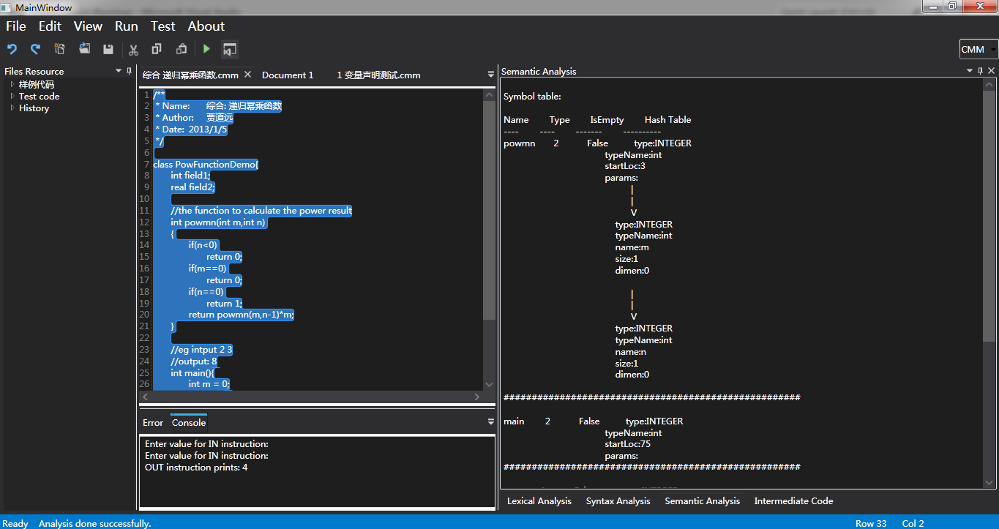 MainWindow
File Edit View Run Test About
CMM
Files Resource
样例代码
Test code
History
综合 递归幂乘函数.cmm Document 1 1 变量声明测试.cmm
1 /**
2 * Name: 综合: 递归幂乘函数
3 * Author: 贾道远
4 * Date: 2013/1/5
5 */
6
7 class PowFunctionDemo{
8 int field1;
9 real field2;
10
11 //the function to calculate the power result
12 int powmn(int m,int n)
13 {
14 if(n<0)
15 return 0;
16 if(m==0)
17 return 0;
18 if(n==0)
19 return 1;
20 return powmn(m,n-1)*m;
21 }
22
23 //eg intput 2 3
24 //output: 8
25 int main(){
26 int m = 0;
Error Console
Enter value for IN instruction:
Enter value for IN instruction:
OUT instruction prints: 4
Semantic Analysis
Symbol table:
Name Type IsEmpty Hash Table
---- ---- ------- ----------
powmn 2 False type:INTEGER
typeName:int
startLoc:3
params:
|
|
V
type:INTEGER
typeName:int
name:m
size:1
dimen:0
|
|
V
type:INTEGER
typeName:int
name:n
size:1
dimen:0
####################################################
main 2 False type:INTEGER
typeName:int
startLoc:75
params:
####################################################
Lexical Analysis Syntax Analysis Semantic Analysis Intermediate Code
Ready Analysis done successfully. Row 33 Col 2